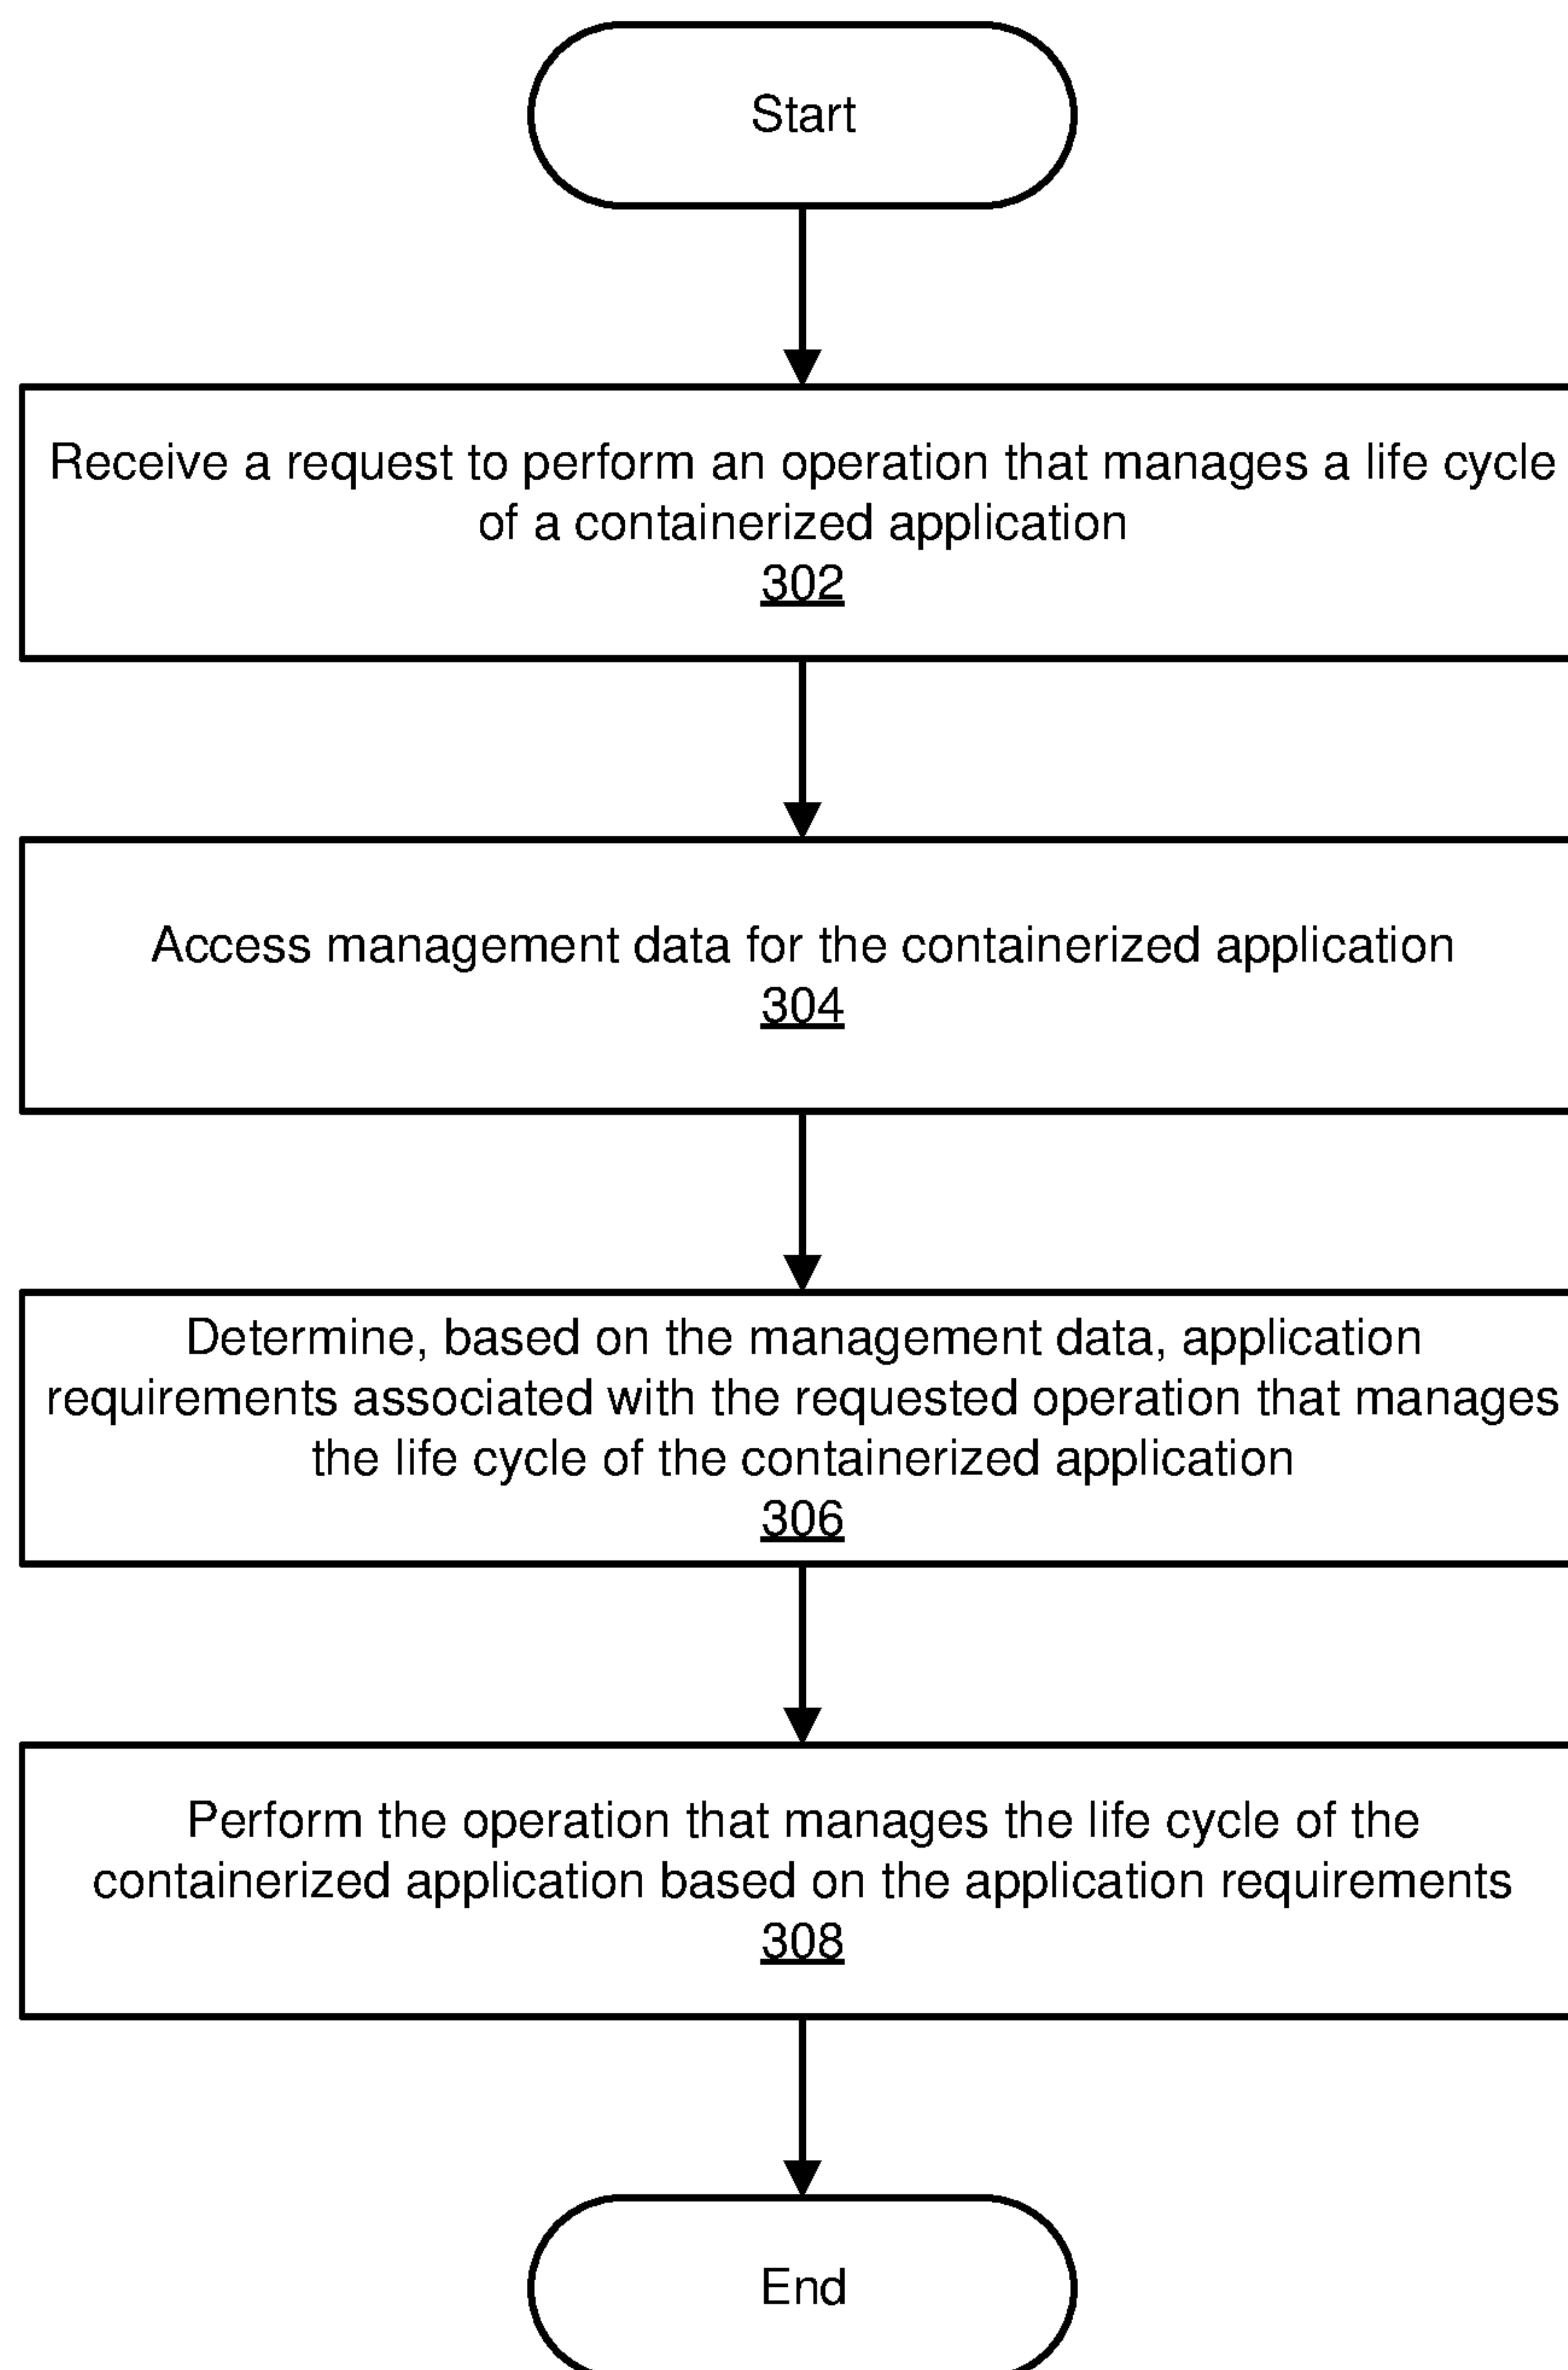 Start
Receive a request to perform an operation that manages a life cycle
of a containerized application
302
Access management data for the containerized application
304
Determine, based on the management data, application
requirements associated with the requested operation that manages
the life cycle of the containerized application
306
Perform the operation that manages the life cycle of the
containerized application based on the application requirements
308
End